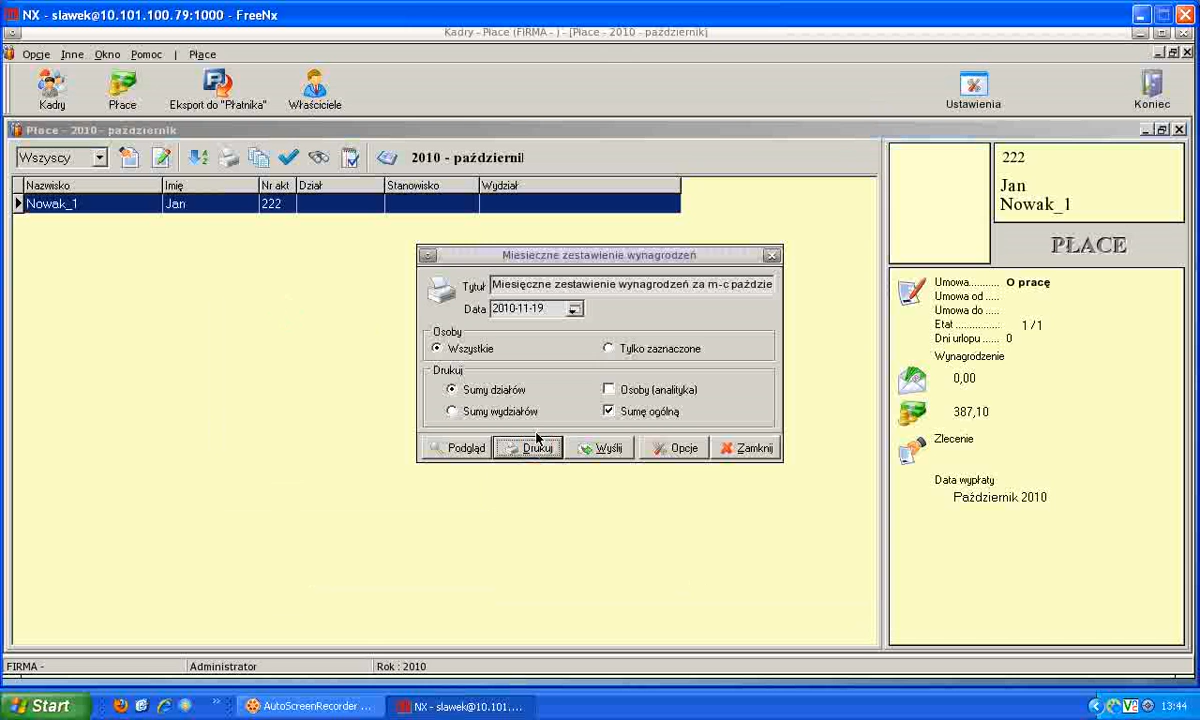 NX - slawek@10.101.100.79:1000 - FreeNx
Kadry - Płace (FIRMA - ) - [Płace - 2010 - październik]
Opcje Inne Okno Pomoc | Płace
Kadry Płace Eksport do "Płatnika" Właściciele Ustawienia Koniec
Płace - 2010 - październik
Wszyscy 2010 - październil
Nazwisko Imię Nr akt Dział Stanowisko Wydział
Nowak_1 Jan 222
222
Jan
Nowak_1
PŁACE
Umowa......... O pracę
Umowa od .....
Umowa do .....
Etat .............. 1 / 1
Dni urlopu ...... 0
Wynagrodzenie
0,00
387,10
Zlecenie
Data wypłaty
Październik 2010
Miesięczne zestawienie wynagrodzeń
Tytuł Miesięczne zestawienie wynagrodzeń za m-c paździe
Data 2010-11-19
Osoby
Wszystkie Tylko zaznaczone
Drukuj
Sumy działów Osoby (analityka)
Sumy wydziałów Sumę ogólną
Podgląd Drukuj Wyślij Opcje Zamknij
FIRMA - Administrator Rok : 2010
Start AutoScreenRecorder ... NX - slawek@10.101.... 13:44